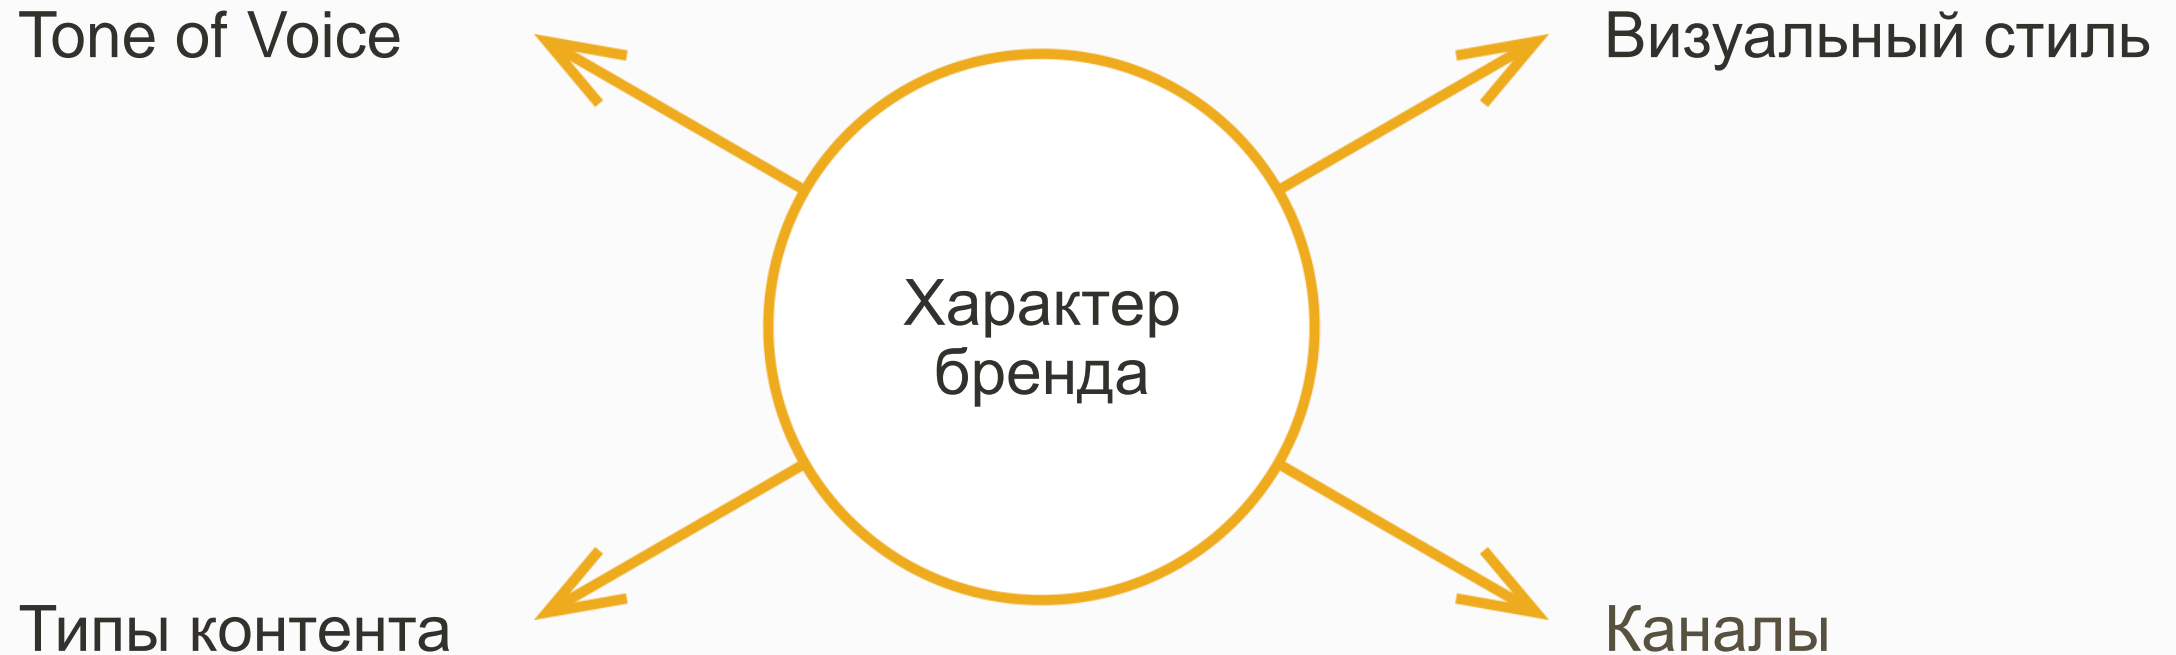 Tone of Voice
Визуальный стиль
Характер
бренда
Типы контента
Каналы